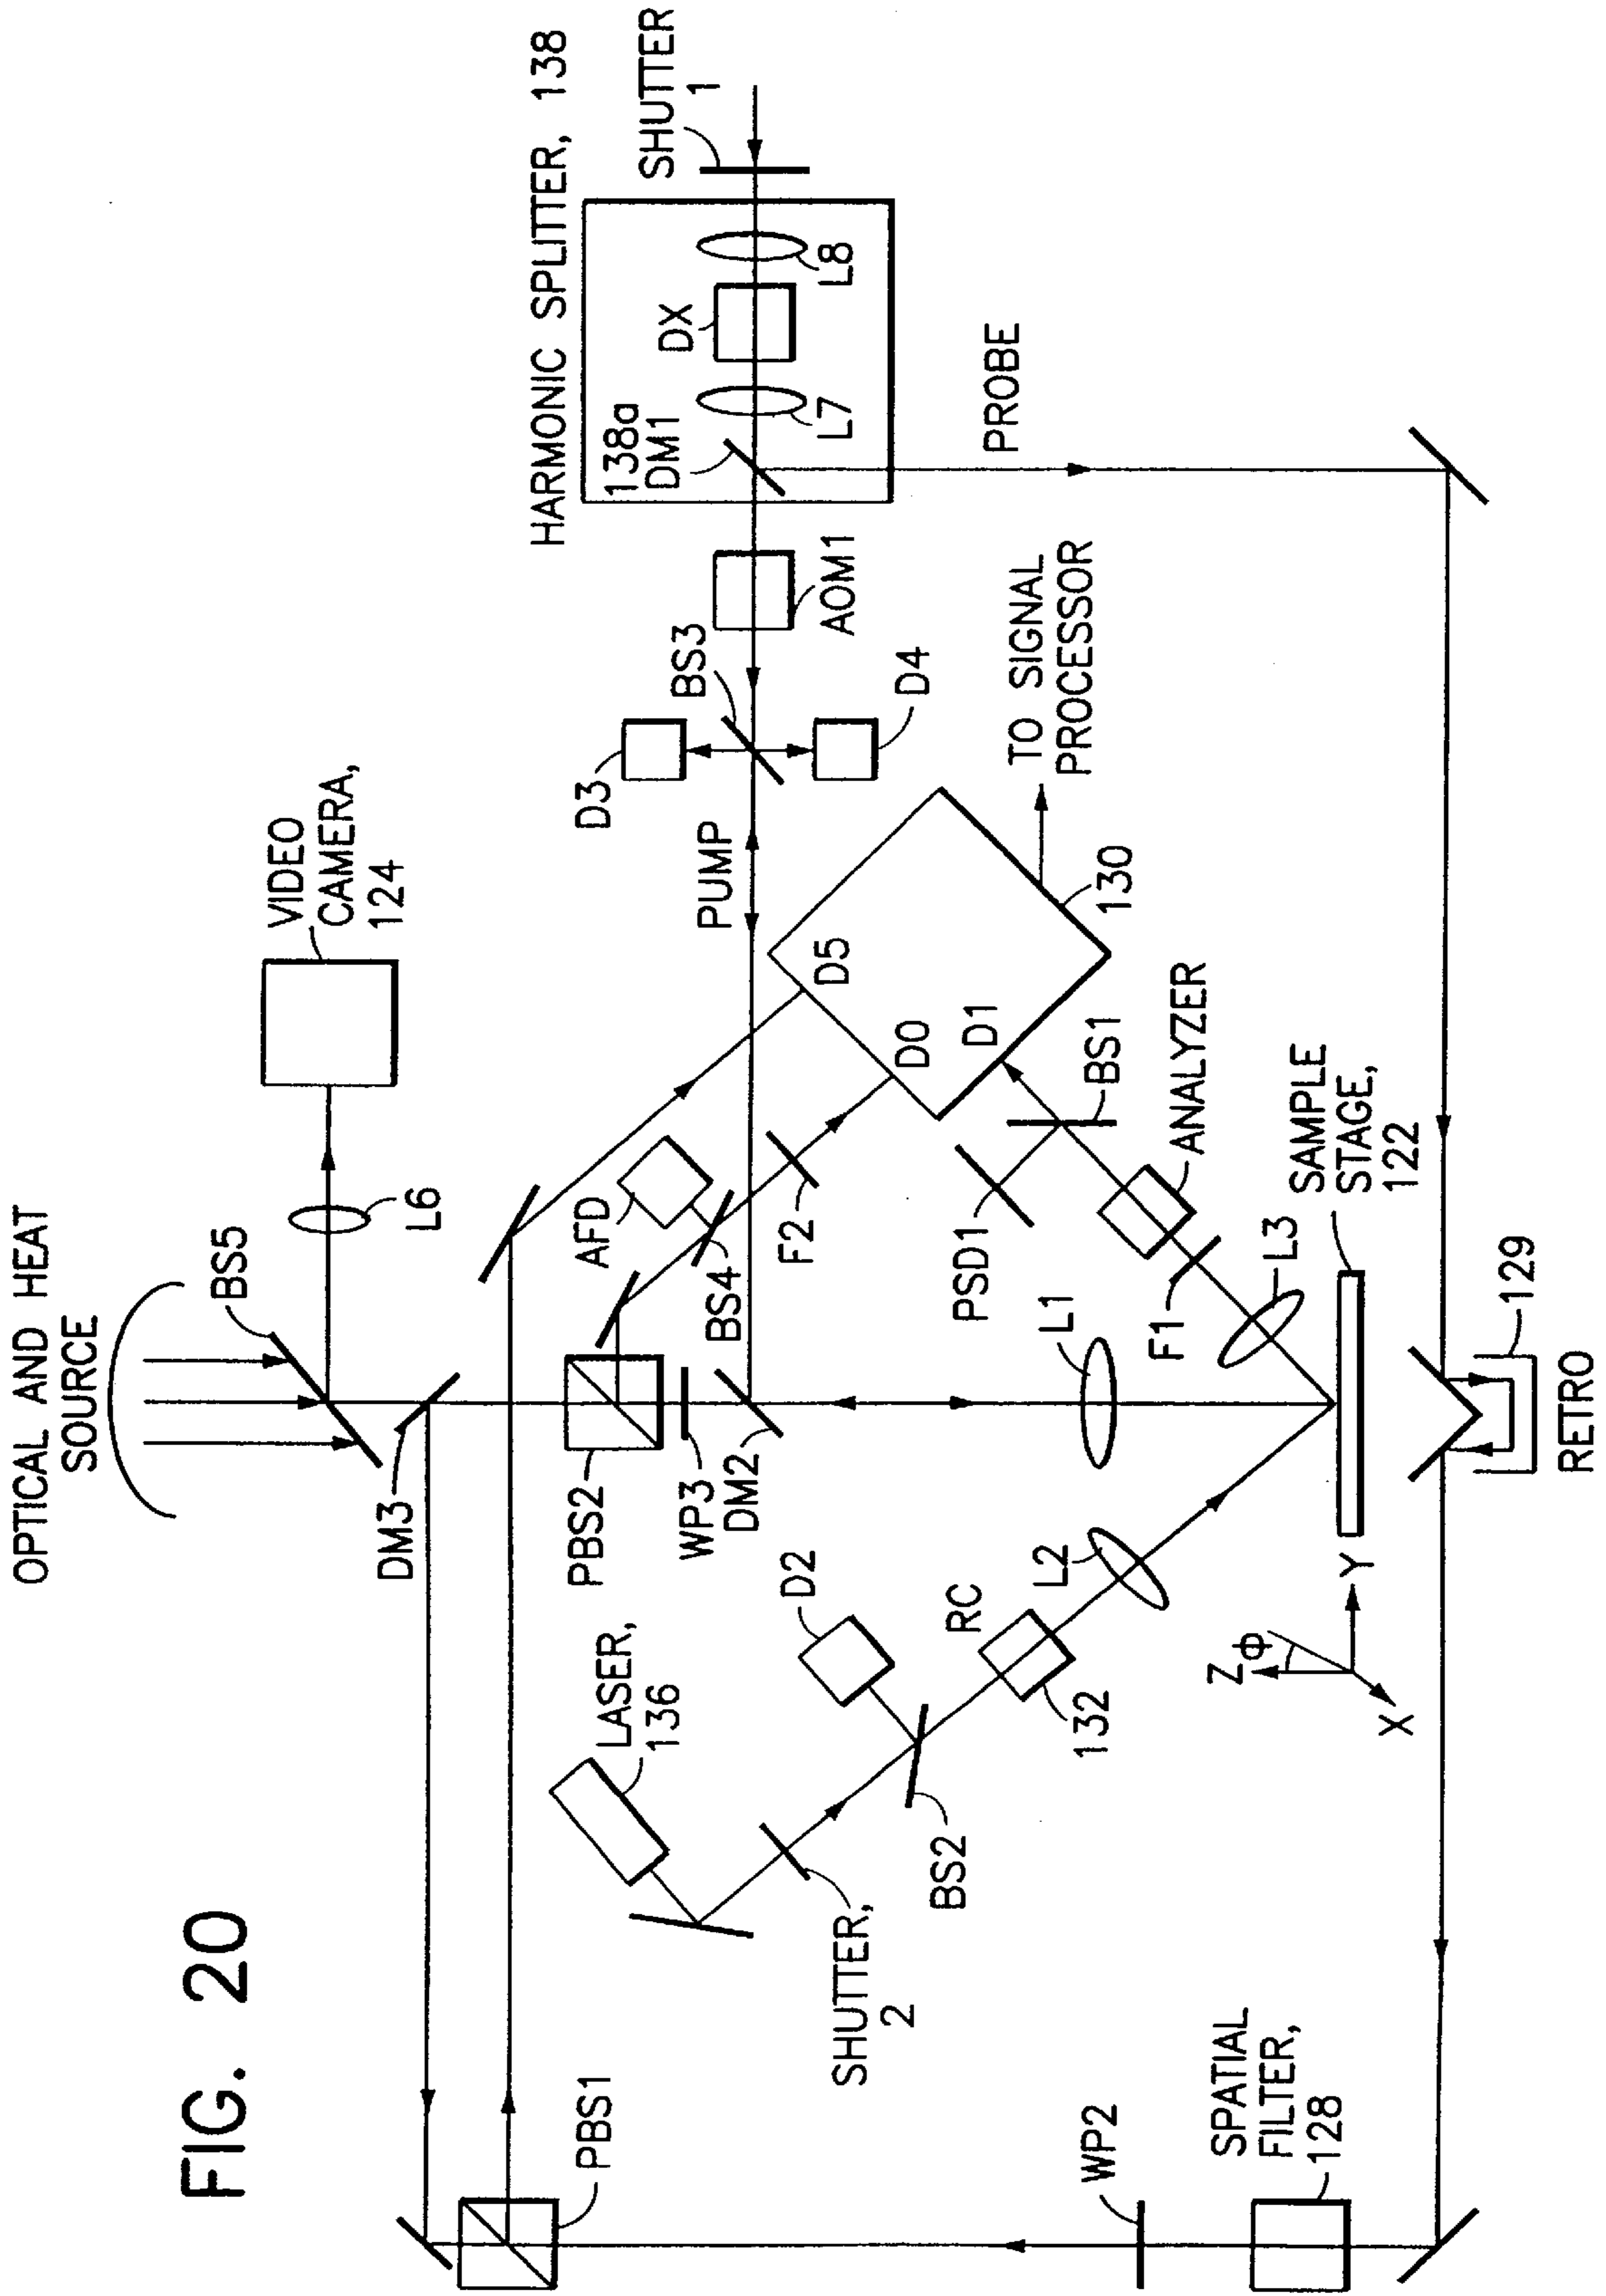 FIG. 20
OPTICAL AND HEAT
SOURCE
BS5
L6
VIDEO
CAMERA,
124
DM3
PBS2
WP3
DM2
AFD
BS4
F2
PUMP
D3
BS3
D4
AOM1
HARMONIC SPLITTER, 138
138a
DM1
DX
L7
L8
SHUTTER
1
PROBE
TO SIGNAL
PROCESSOR
130
D5
D0
D1
BS1
PSD1
ANALYZER
F1
L3
L1
SAMPLE
STAGE,
122
129
RETRO
LASER,
136
D2
SHUTTER,
2
BS2
RC
132
L2
Z
Φ
Y
X
PBS1
WP2
SPATIAL
FILTER,
128